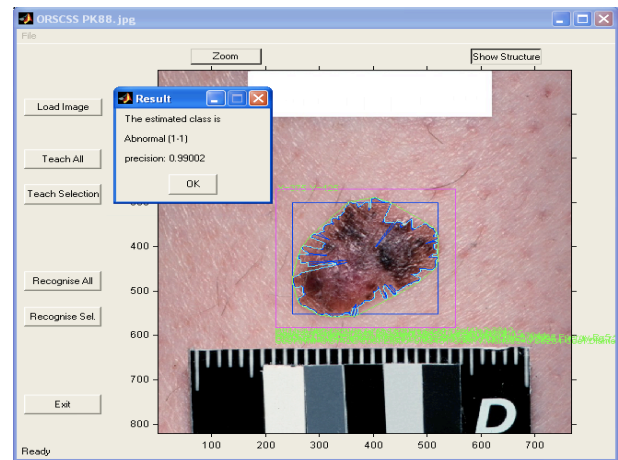 ORSCSS PK88.jpg
File
Zoom
Show Structure
Load Image
Teach All
Teach Selection
Recognise All
Recognise Sel.
Exit
Ready
Result
The estimated class is
Abnormal (1-1)
precision: 0.99002
OK
400
500
600
700
800
100 200 300 400 500 600 700
D